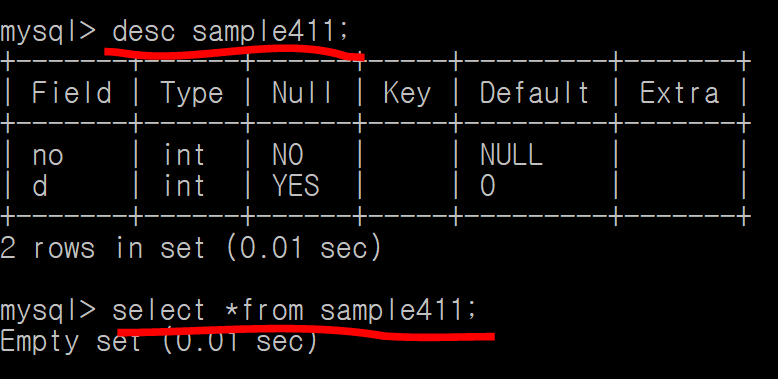 mysql> desc sample411;
+-------+------+------+-----+---------+-------+
| Field | Type | Null | Key | Default | Extra |
+-------+------+------+-----+---------+-------+
| no | int | NO | | NULL | |
| d | int | YES | | 0 | |
+-------+------+------+-----+---------+-------+
2 rows in set (0.01 sec)
mysql> select *from sample411;
Empty set (0.01 sec)